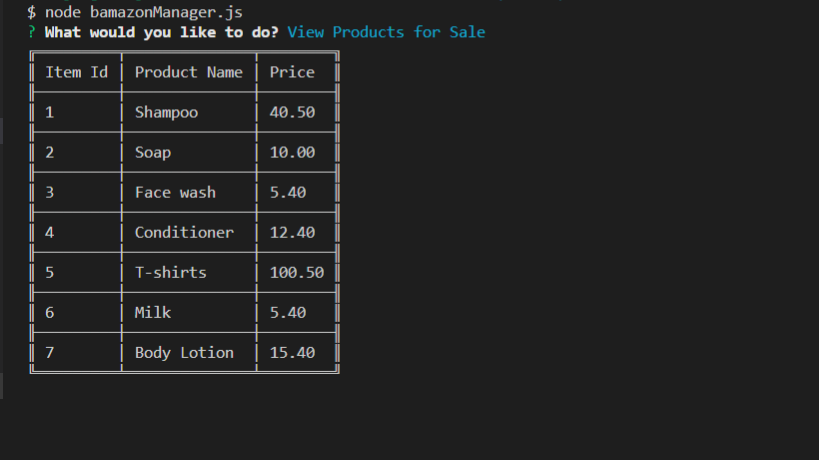 $ node bamazonManager.js
? What would you like to do? View Products for Sale
Item Id Product Name Price
1 Shampoo 40.50
2 Soap 10.00
3 Face wash 5.40
4 Conditioner 12.40
5 T-shirts 100.50
6 Milk 5.40
7 Body Lotion 15.40